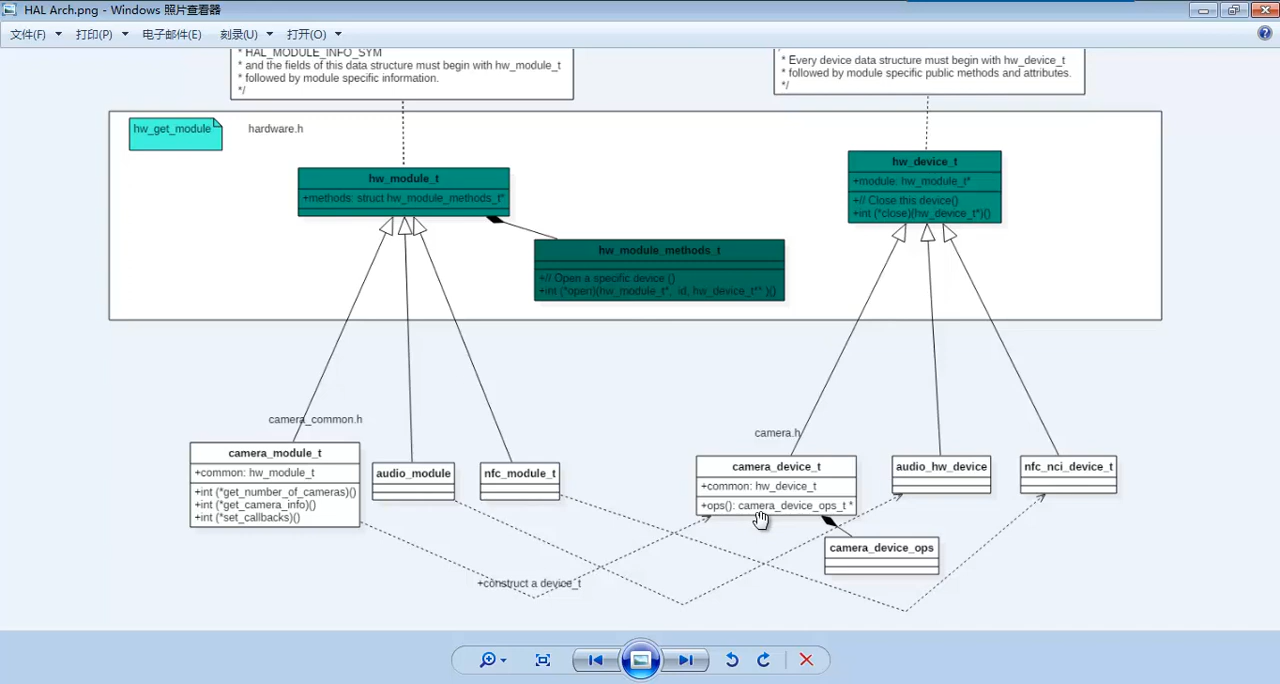 HAL Arch.png - Windows 照片查看器
文件(F) 打印(P) 电子邮件(E) 刻录(U) 打开(O)
* HAL_MODULE_INFO_SYM
* and the fields of this data structure must begin with hw_module_t
* followed by module specific information.
*/
* Every device data structure must begin with hw_device_t
* followed by module specific public methods and attributes.
*/
hw_get_module
hardware.h
hw_module_t
+methods: struct hw_module_methods_t*
hw_device_t
+module: hw_module_t*
+// Close this device()
+int (*close)(hw_device_t*)()
hw_module_methods_t
+// Open a specific device ()
+int (*open)(hw_module_t*, id, hw_device_t** )()
camera_common.h
camera_module_t
+common: hw_module_t
+int (*get_number_of_cameras)()
+int (*get_camera_info)()
+int (*set_callbacks)()
audio_module
nfc_module_t
camera.h
camera_device_t
+common: hw_device_t
+ops(): camera_device_ops_t *
audio_hw_device
nfc_nci_device_t
camera_device_ops
+construct a device_t